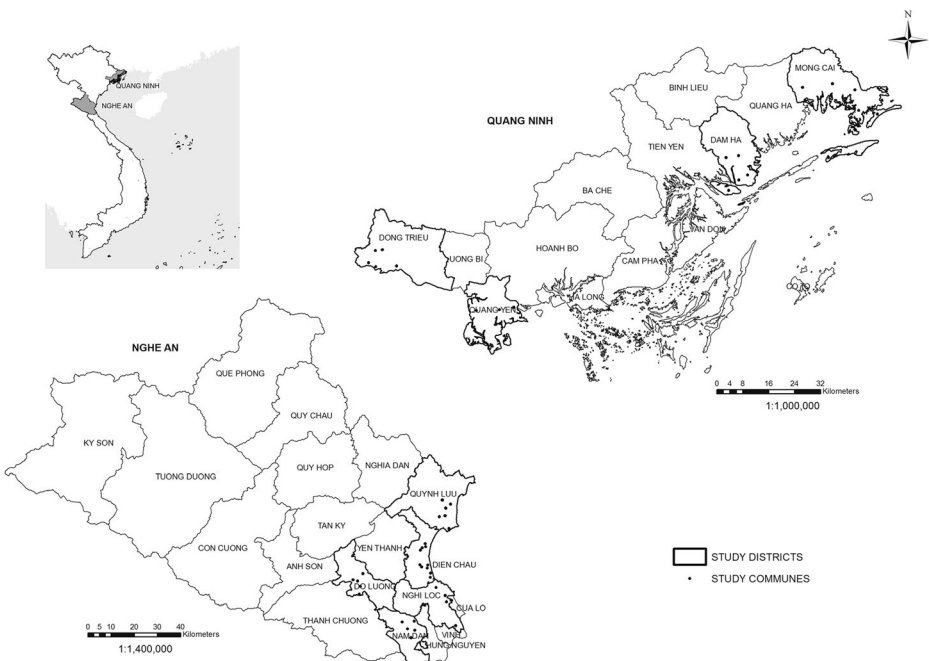 N
QUANG NINH
NGHE AN
QUANG NINH
MONG CAI
BINH LIEU
QUANG HA
DAM HA
TIEN YEN
BA CHE
DONG TRIEU
UONG BI
HOANH BO
CAM PHA
VAN DON
HA LONG
QUANG YEN
CO TO
0 4 8 16 24 32
Kilometers
1:1,000,000
NGHE AN
QUE PHONG
QUY CHAU
KY SON
TUONG DUONG
QUY HOP
NGHIA DAN
QUYNH LUU
TAN KY
CON CUONG
YEN THANH
ANH SON
DIEN CHAU
DO LUONG
NGHI LOC
CUA LO
THANH CHUONG
NAM DAN
VINH
HUNG NGUYEN
0 5 10 20 30 40
Kilometers
1:1,400,000
STUDY DISTRICTS
STUDY COMMUNES